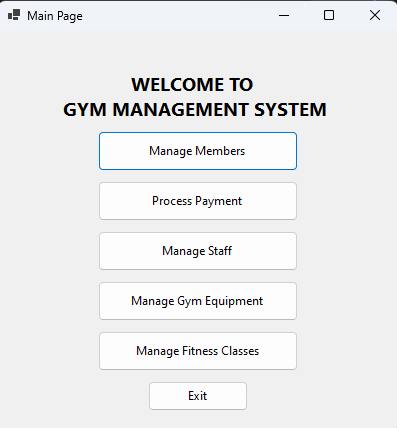 Main Page
WELCOME TO
GYM MANAGEMENT SYSTEM
Manage Members
Process Payment
Manage Staff
Manage Gym Equipment
Manage Fitness Classes
Exit